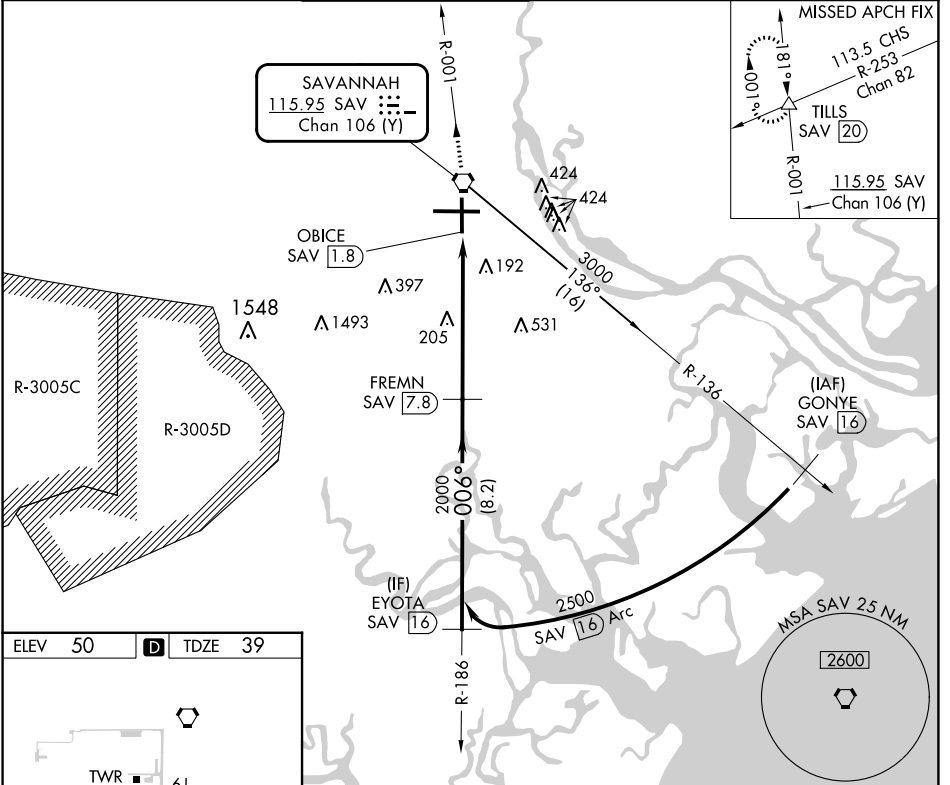 MISSED APCH FIX
181°
001°
113.5 CHS
R-253
Chan 82
TILLS
SAV 20
R-001
115.95 SAV
Chan 106 (Y)
R-001
SAVANNAH
115.95 SAV
Chan 106 (Y)
424
424
OBICE
SAV 1.8
192
397
1548
1493
205
531
3000
136°
(16)
R-136
R-3005C
R-3005D
FREMN
SAV 7.8
(IAF)
GONYE
SAV 16
2000
006°
(8.2)
(IF)
EYOTA
SAV 16
2500
SAV 16 Arc
R-186
MSA SAV 25 NM
2600
ELEV 50 D TDZE 39
TWR